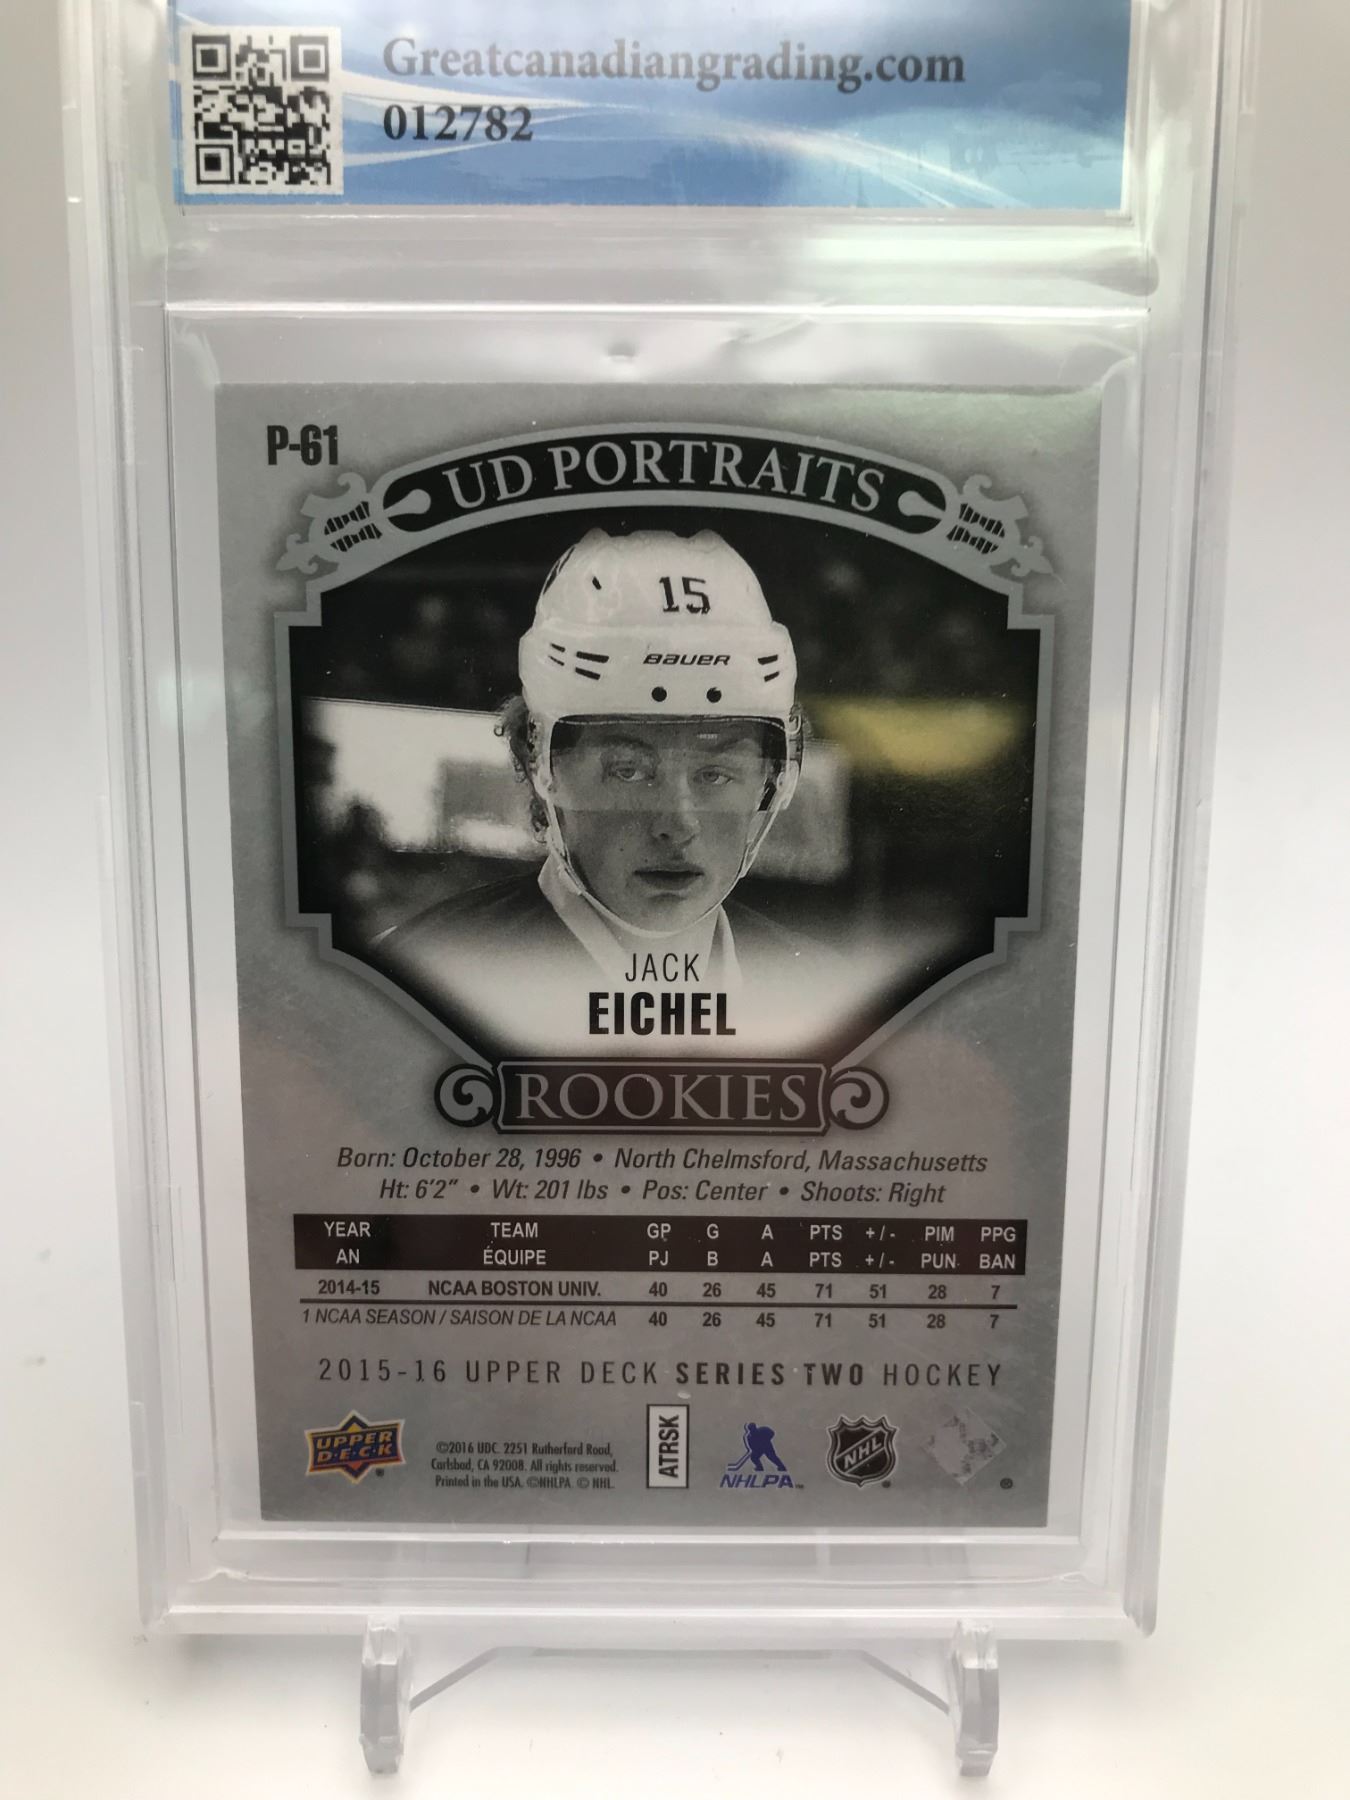 Greatcanadiangrading.com
012782
P-61
UD PORTRAITS
15
BAUER
JACK
EICHEL
ROOKIES
Born: October 28, 1996 • North Chelmsford, Massachusetts
Ht: 6'2" • Wt: 201 lbs • Pos: Center • Shoots: Right
YEAR TEAM GP G A PTS +/- PIM PPG
AN ÉQUIPE PJ B A PTS +/- PUN BAN
2014-15 NCAA BOSTON UNIV. 40 26 45 71 51 28 7
1 NCAA SEASON / SAISON DE LA NCAA 40 26 45 71 51 28 7
2015-16 UPPER DECK SERIES TWO HOCKEY
UPPER
D·E·C·K
©2016 UDC. 2251 Rutherford Road,
Carlsbad, CA 92008. All rights reserved.
Printed in the USA. ©NHLPA. © NHL.
ATRSK
NHLPA™
NHL